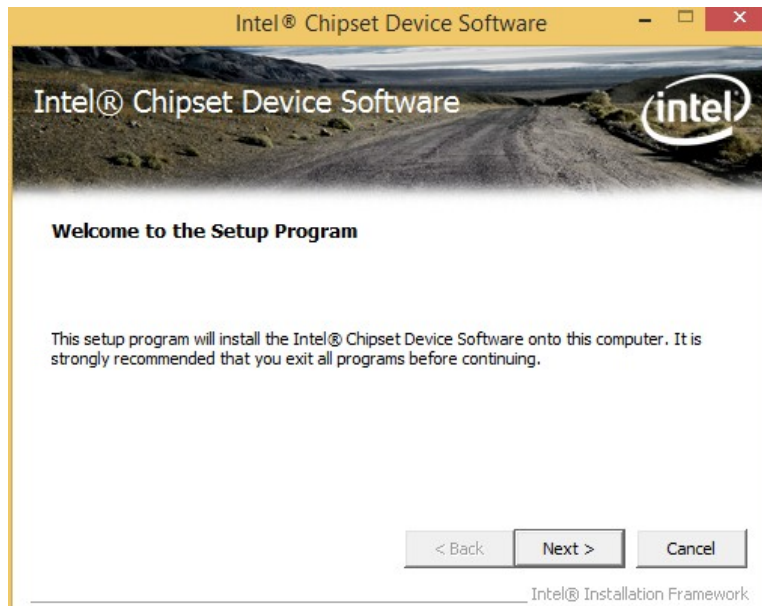 Intel® Chipset Device Software
Intel® Chipset Device Software
intel
Welcome to the Setup Program
This setup program will install the Intel® Chipset Device Software onto this computer. It is
strongly recommended that you exit all programs before continuing.
< Back Next > Cancel
Intel® Installation Framework